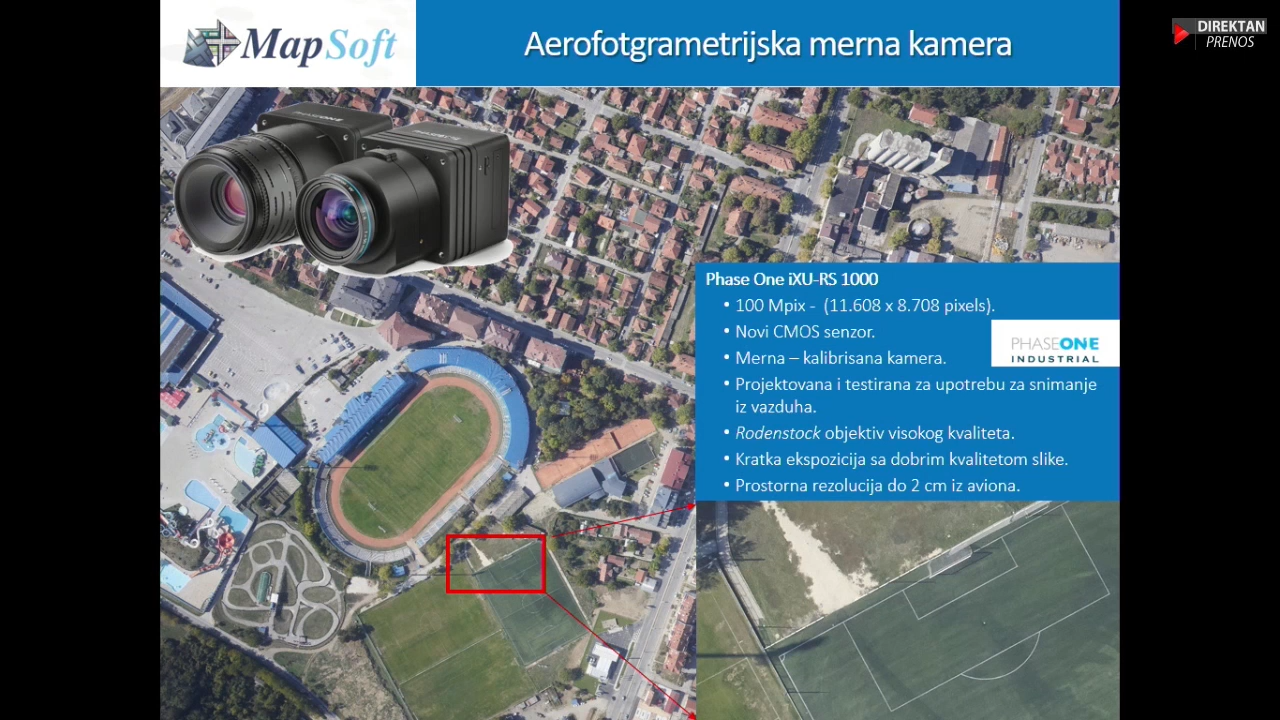 MapSoft
Aerofotgrametrijska merna kamera
DIREKTAN
PRENOS
PHASEONE
Phase One iXU-RS 1000
• 100 Mpix - (11.608 x 8.708 pixels).
• Novi CMOS senzor.
• Merna – kalibrisana kamera.
• Projektovana i testirana za upotrebu za snimanje
iz vazduha.
• Rodenstock objektiv visokog kvaliteta.
• Kratka ekspozicija sa dobrim kvalitetom slike.
• Prostorna rezolucija do 2 cm iz aviona.
PHASEONE
INDUSTRIAL